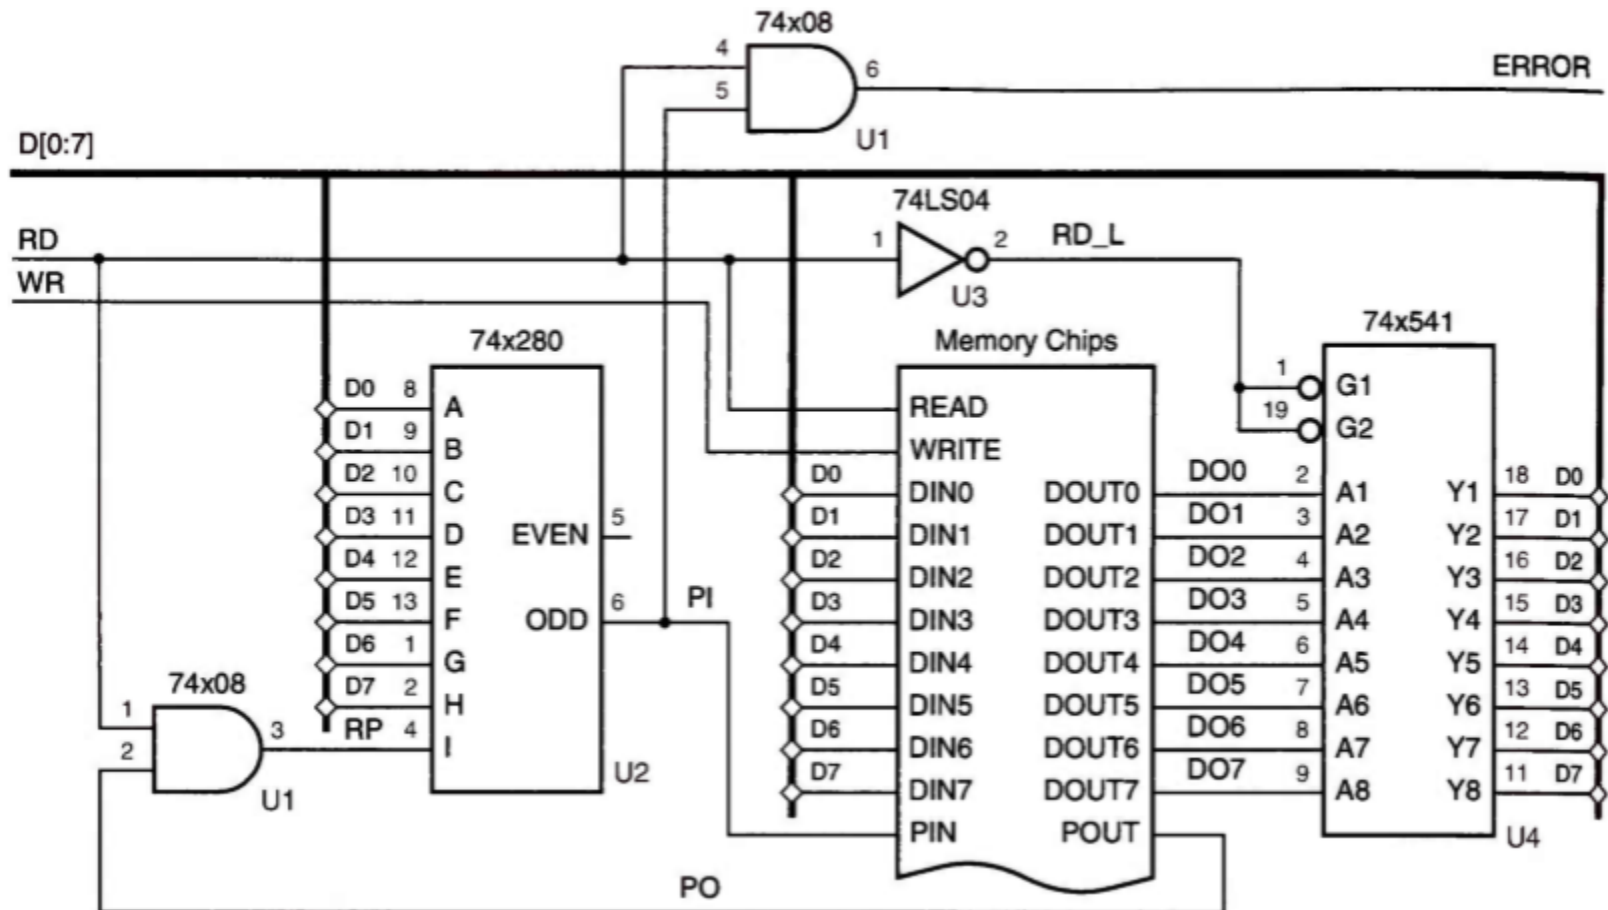 74x08
4
6
ERROR
5
U1
D[0:7]
74LS04
RD
1
2
RD_L
WR
U3
74x280
Memory Chips
74x541
D0 8 A
D1 9 B
D2 10 C
D3 11 D
D4 12 E
D5 13 F
D6 1 G
D7 2 H
RP 4 I
EVEN 5
ODD 6
PI
U2
74x08
1
2
3
U1
READ
WRITE
D0 DIN0 DOUT0 DO0
D1 DIN1 DOUT1 DO1
D2 DIN2 DOUT2 DO2
D3 DIN3 DOUT3 DO3
D4 DIN4 DOUT4 DO4
D5 DIN5 DOUT5 DO5
D6 DIN6 DOUT6 DO6
D7 DIN7 DOUT7 DO7
PIN POUT
1 G1
19 G2
2 A1 Y1 18 D0
3 A2 Y2 17 D1
4 A3 Y3 16 D2
5 A4 Y4 15 D3
6 A5 Y5 14 D4
7 A6 Y6 13 D5
8 A7 Y7 12 D6
9 A8 Y8 11 D7
U4
PO